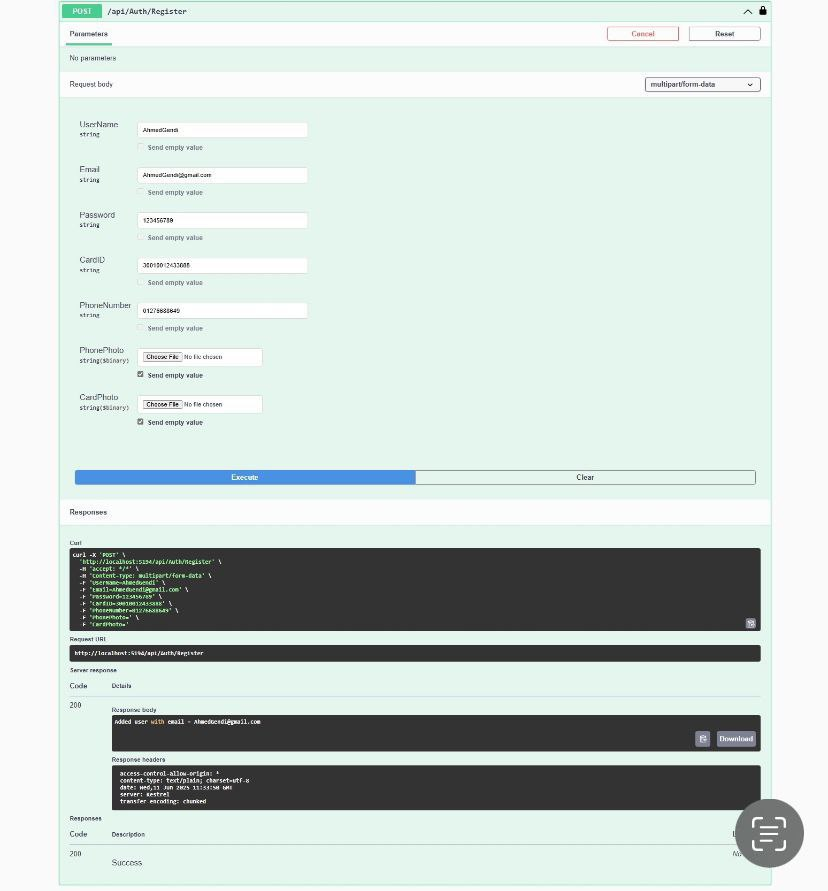 POST /api/Auth/Register
Parameters Cancel Reset
No parameters
Request body multipart/form-data
UserName
string
AhmedGendi
Send empty value
Email
string
AhmedGendi@gmail.com
Send empty value
Password
string
123456789
Send empty value
CardID
string
30010012433888
Send empty value
PhoneNumber
string
01276688649
Send empty value
PhonePhoto
string($binary)
Choose File No file chosen
Send empty value
CardPhoto
string($binary)
Choose File No file chosen
Send empty value
Execute Clear
Responses
Curl
curl -X 'POST' \
'http://localhost:5194/api/Auth/Register' \
-H 'accept: */*' \
-H 'Content-Type: multipart/form-data' \
-F 'UserName=AhmedGendi' \
-F 'Email=AhmedGendi@gmail.com' \
-F 'Password=123456789' \
-F 'CardID=30010012433888' \
-F 'PhoneNumber=01276688649' \
-F 'PhonePhoto=' \
-F 'CardPhoto='
Request URL
http://localhost:5194/api/Auth/Register
Server response
Code Details
200
Response body
Added user with email - AhmedGendi@gmail.com
Download
Response headers
access-control-allow-origin: *
content-type: text/plain; charset=utf-8
date: Wed,11 Jun 2025 11:33:50 GMT
server: Kestrel
transfer-encoding: chunked
Responses
Code Description
200
Success